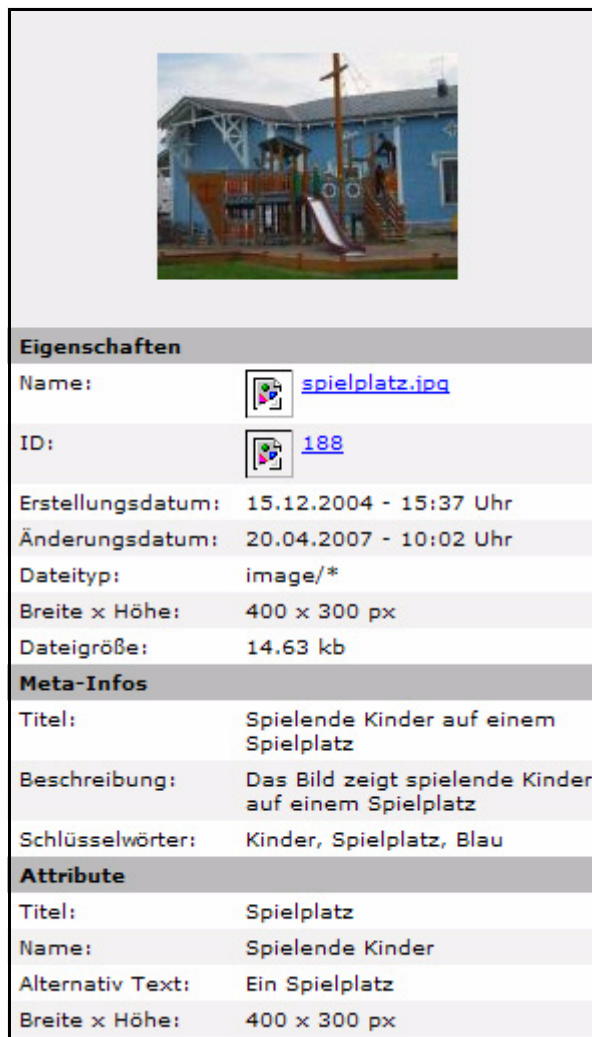 Eigenschaften
Name: spielplatz.jpg
ID: 188
Erstellungsdatum: 15.12.2004 - 15:37 Uhr
Änderungsdatum: 20.04.2007 - 10:02 Uhr
Dateityp: image/*
Breite x Höhe: 400 x 300 px
Dateigröße: 14.63 kb
Meta-Infos
Titel: Spielende Kinder auf einem
Spielplatz
Beschreibung: Das Bild zeigt spielende Kinder
auf einem Spielplatz
Schlüsselwörter: Kinder, Spielplatz, Blau
Attribute
Titel: Spielplatz
Name: Spielende Kinder
Alternativ Text: Ein Spielplatz
Breite x Höhe: 400 x 300 px